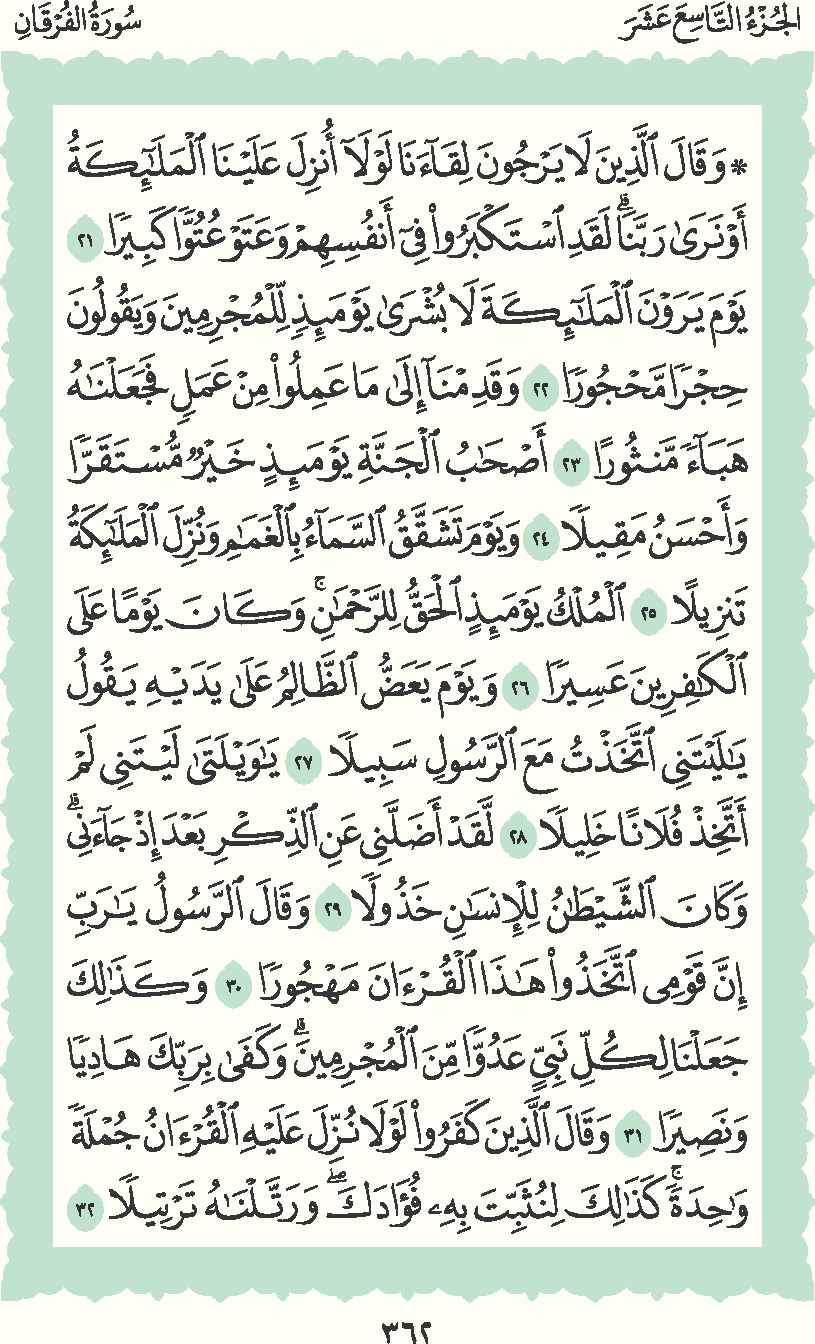 الجُزْءُ التَّاسِعَ عَشَرَ
سُورَةُ الفُرْقَانِ
۞ وَقَالَ ٱلَّذِينَ لَا يَرۡجُونَ لِقَآءَنَا لَوۡلَآ أُنزِلَ عَلَيۡنَا ٱلۡمَلَٰٓئِكَةُ
أَوۡ نَرَىٰ رَبَّنَاۗ لَقَدِ ٱسۡتَكۡبَرُواْ فِيٓ أَنفُسِهِمۡ وَعَتَوۡ عُتُوّٗا كَبِيرٗا ٢١
يَوۡمَ يَرَوۡنَ ٱلۡمَلَٰٓئِكَةَ لَا بُشۡرَىٰ يَوۡمَئِذٖ لِّلۡمُجۡرِمِينَ وَيَقُولُونَ
حِجۡرٗا مَّحۡجُورٗا ٢٢ وَقَدِمۡنَآ إِلَىٰ مَا عَمِلُواْ مِنۡ عَمَلٖ فَجَعَلۡنَٰهُ
هَبَآءٗ مَّنثُورًا ٢٣ أَصۡحَٰبُ ٱلۡجَنَّةِ يَوۡمَئِذٍ خَيۡرٞ مُّسۡتَقَرّٗا
وَأَحۡسَنُ مَقِيلٗا ٢٤ وَيَوۡمَ تَشَقَّقُ ٱلسَّمَآءُ بِٱلۡغَمَٰمِ وَنُزِّلَ ٱلۡمَلَٰٓئِكَةُ
تَنزِيلًا ٢٥ ٱلۡمُلۡكُ يَوۡمَئِذٍ ٱلۡحَقُّ لِلرَّحۡمَٰنِۚ وَكَانَ يَوۡمًا عَلَى
ٱلۡكَٰفِرِينَ عَسِيرٗا ٢٦ وَيَوۡمَ يَعَضُّ ٱلظَّالِمُ عَلَىٰ يَدَيۡهِ يَقُولُ
يَٰلَيۡتَنِي ٱتَّخَذۡتُ مَعَ ٱلرَّسُولِ سَبِيلٗا ٢٧ يَٰوَيۡلَتَىٰ لَيۡتَنِي لَمۡ
أَتَّخِذۡ فُلَانًا خَلِيلٗا ٢٨ لَّقَدۡ أَضَلَّنِي عَنِ ٱلذِّكۡرِ بَعۡدَ إِذۡ جَآءَنِيۗ
وَكَانَ ٱلشَّيۡطَٰنُ لِلۡإِنسَٰنِ خَذُولٗا ٢٩ وَقَالَ ٱلرَّسُولُ يَٰرَبِّ
إِنَّ قَوۡمِي ٱتَّخَذُواْ هَٰذَا ٱلۡقُرۡءَانَ مَهۡجُورٗا ٣٠ وَكَذَٰلِكَ
جَعَلۡنَا لِكُلِّ نَبِيٍّ عَدُوّٗا مِّنَ ٱلۡمُجۡرِمِينَۗ وَكَفَىٰ بِرَبِّكَ هَادِيٗا
وَنَصِيرٗا ٣١ وَقَالَ ٱلَّذِينَ كَفَرُواْ لَوۡلَا نُزِّلَ عَلَيۡهِ ٱلۡقُرۡءَانُ جُمۡلَةٗ
وَٰحِدَةٗۚ كَذَٰلِكَ لِنُثَبِّتَ بِهِۦ فُؤَادَكَۖ وَرَتَّلۡنَٰهُ تَرۡتِيلٗا ٣٢
٣٦٢